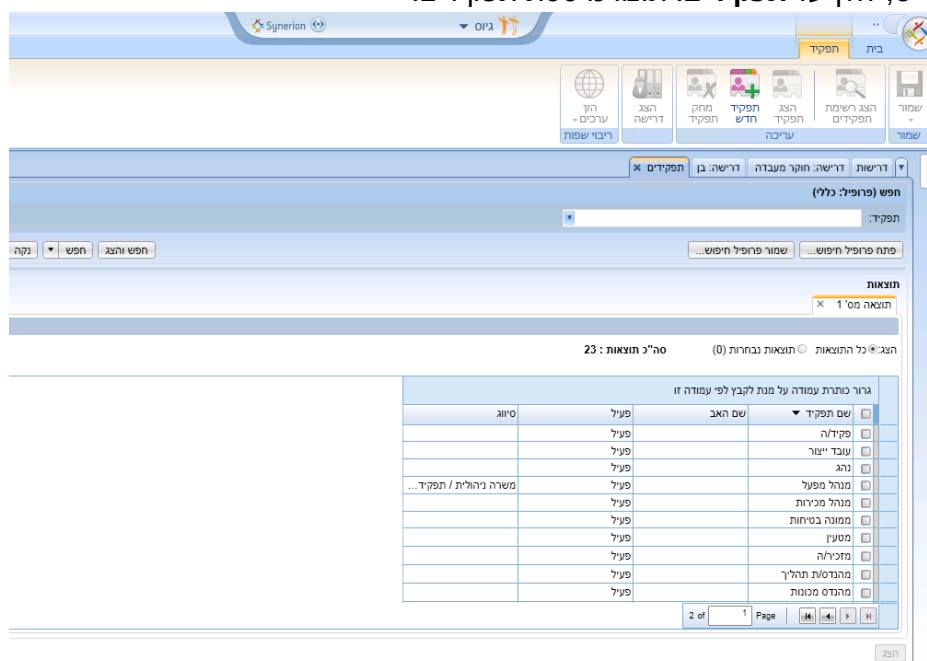 Synerion
גיוס
בית תפקיד
שמור
הצג רשימת תפקידים
הצג תפקיד
תפקיד חדש
מחק תפקיד
הצג דרישה
הזן ערכים
שמור עריכה ריבוי שפות
דרישות דרישה: חוקר מעבדה דרישה: בן תפקידים
חפש (פרופיל: כללי)
תפקיד:
פתח פרופיל חיפוש... שמור פרופיל חיפוש... חפש והצג חפש נקה
תוצאות
תוצאה מס' 1
הצג: כל התוצאות תוצאות נבחרות (0) סה"כ תוצאות : 23
גרור כותרת עמודה על מנת לקבץ לפי עמודה זו
שם תפקיד שם האב פעיל סיווג
פקיד/ה פעיל
עובד ייצור פעיל
נהג פעיל
מנהל מפעל פעיל משרה ניהולית / תפקיד...
מנהל מכירות פעיל
ממונה בטיחות פעיל
מטעין פעיל
מזכיר/ה פעיל
מהנדס/ת תהליך פעיל
מהנדס מכונות פעיל
Page 1 of 2
הצג